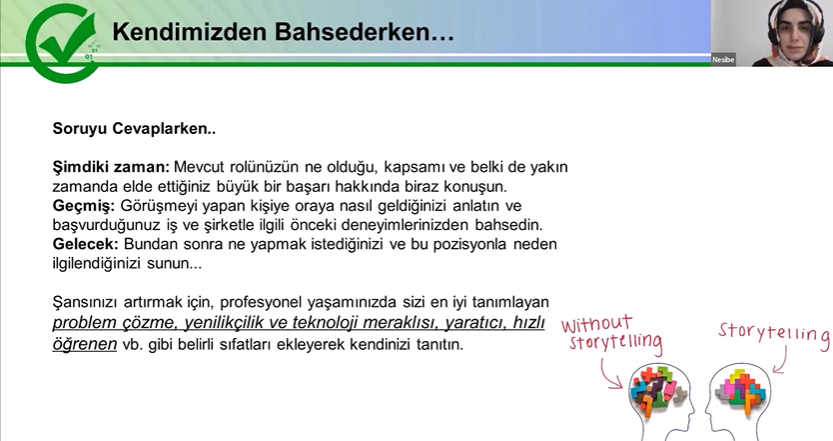 Kendimizden Bahsederken…
Nesibe
Soruyu Cevaplarken..
Şimdiki zaman: Mevcut rolünüzün ne olduğu, kapsamı ve belki de yakın
zamanda elde ettiğiniz büyük bir başarı hakkında biraz konuşun.
Geçmiş: Görüşmeyi yapan kişiye oraya nasıl geldiğinizi anlatın ve
başvurduğunuz iş ve şirketle ilgili önceki deneyimlerinizden bahsedin.
Gelecek: Bundan sonra ne yapmak istediğinizi ve bu pozisyonla neden
ilgilendiğinizi sunun...
Şansınızı artırmak için, profesyonel yaşamınızda sizi en iyi tanımlayan
problem çözme, yenilikçilik ve teknoloji meraklısı, yaratıcı, hızlı
öğrenen vb. gibi belirli sıfatları ekleyerek kendinizi tanıtın.
Without
storytelling
Storytelling